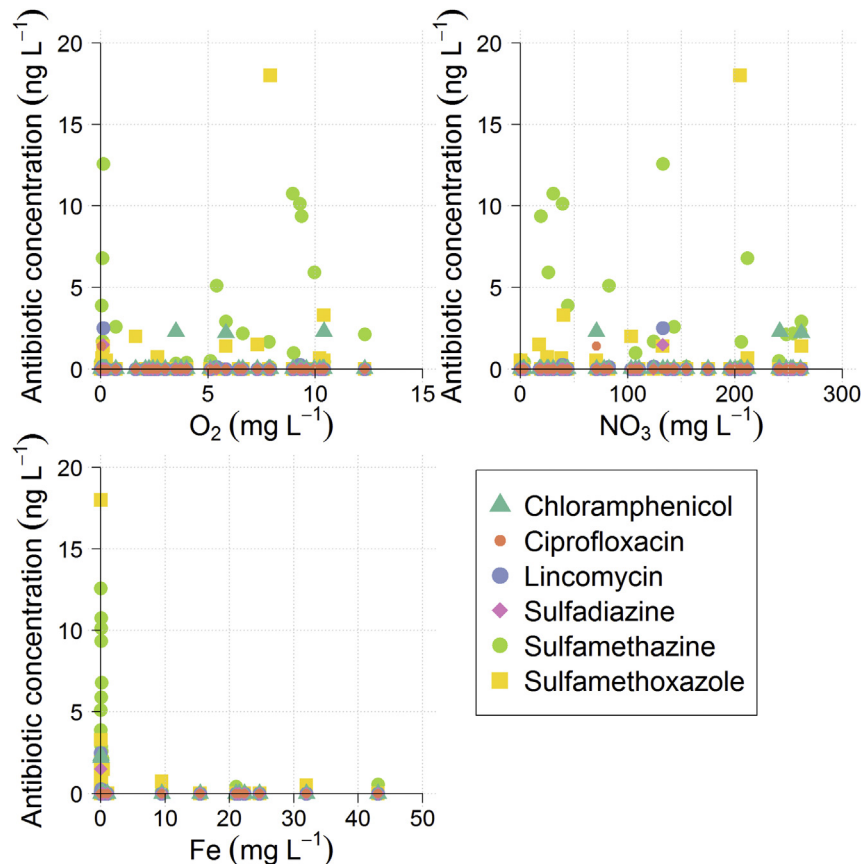 Antibiotic concentration (ng L⁻¹)
20
15
10
5
0
0
5
10
15
O₂ (mg L⁻¹)
Antibiotic concentration (ng L⁻¹)
20
15
10
5
0
0
100
200
300
NO₃ (mg L⁻¹)
Antibiotic concentration (ng L⁻¹)
20
15
10
5
0
0
10
20
30
40
50
Fe (mg L⁻¹)
Chloramphenicol
Ciprofloxacin
Lincomycin
Sulfadiazine
Sulfamethazine
Sulfamethoxazole